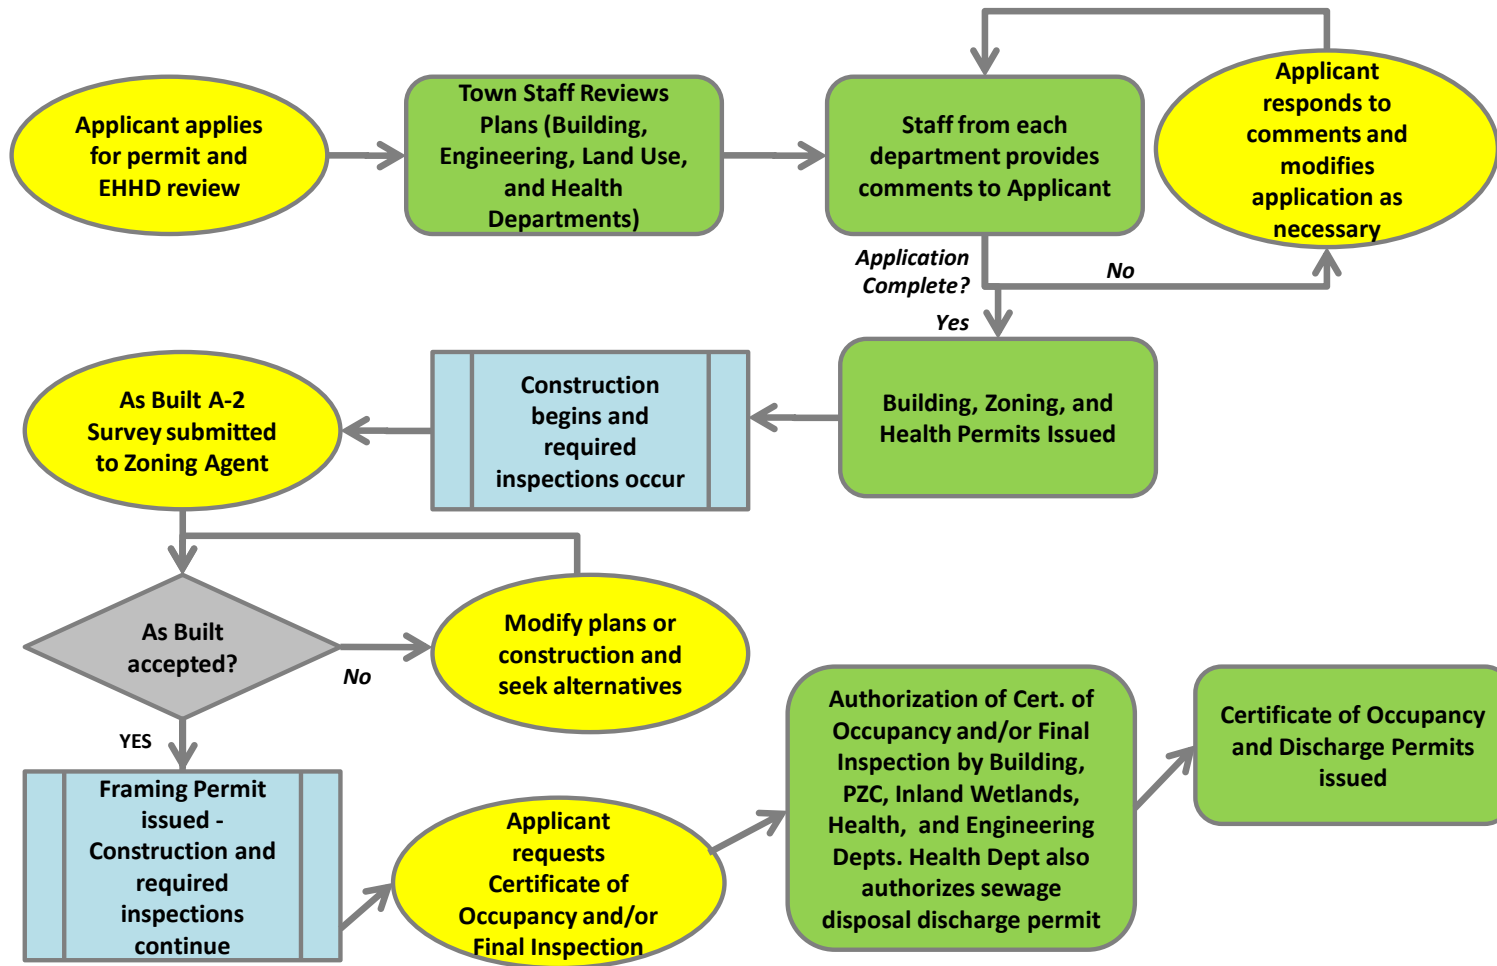 Applicant applies
for permit and
EHHD review
Town Staff Reviews
Plans (Building,
Engineering, Land Use,
and Health
Departments)
Staff from each
department provides
comments to Applicant
Applicant
responds to
comments and
modifies
application as
necessary
Application
Complete?
No
Yes
Building, Zoning, and
Health Permits Issued
Construction
begins and
required
inspections occur
As Built A-2
Survey submitted
to Zoning Agent
As Built
accepted?
No
Modify plans or
construction and
seek alternatives
YES
Framing Permit
issued -
Construction and
required
inspections
continue
Applicant
requests
Certificate of
Occupancy and/or
Final Inspection
Authorization of Cert. of
Occupancy and/or Final
Inspection by Building,
PZC, Inland Wetlands,
Health, and Engineering
Depts. Health Dept also
authorizes sewage
disposal discharge permit
Certificate of Occupancy
and Discharge Permits
issued